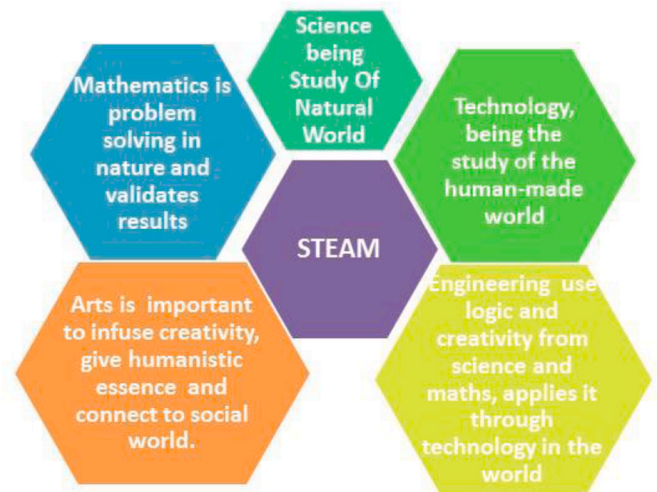 Science
being
Study Of
Natural
World
Mathematics is
problem
solving in
nature and
validates
results
Technology,
being the
study of the
human-made
world
STEAM
Arts is important
to infuse creativity,
give humanistic
essence and
connect to social
world.
Engineering use
logic and
creativity from
science and
maths, applies it
through
technology in the
world